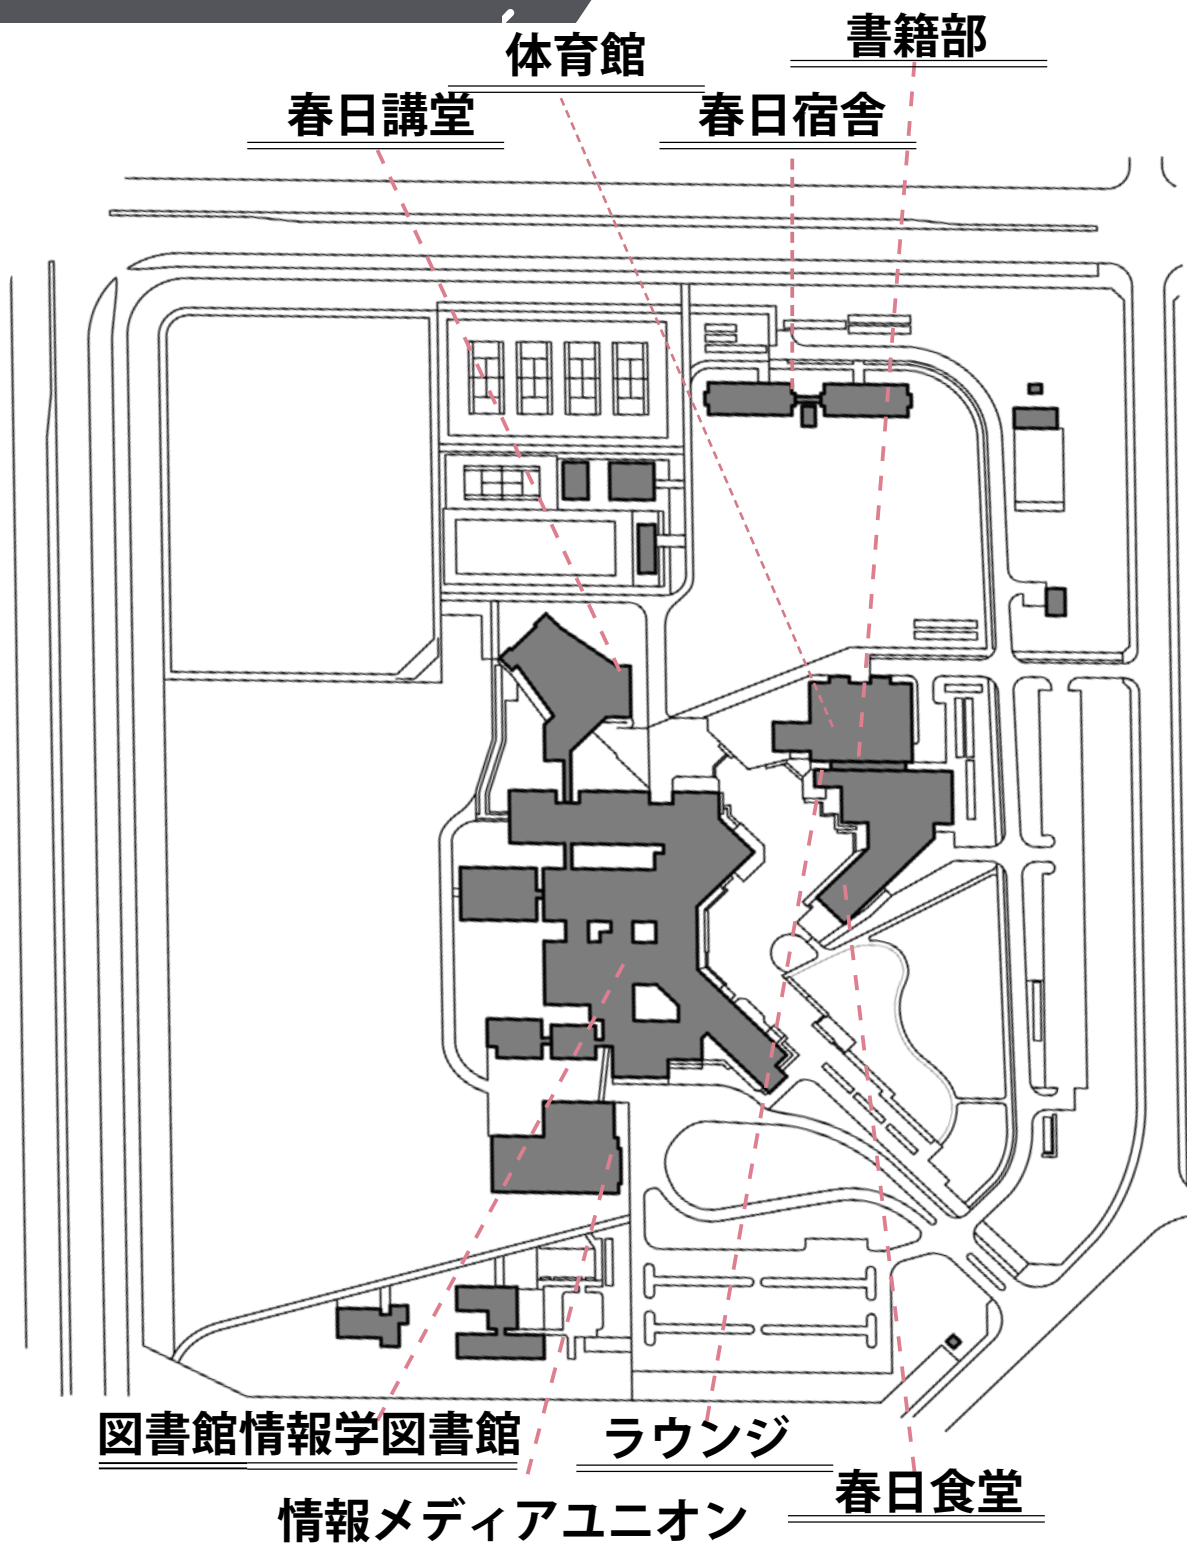 書籍部
体育館
春日講堂
春日宿舎
図書館情報学図書館
ラウンジ
春日食堂
情報メディアユニオン